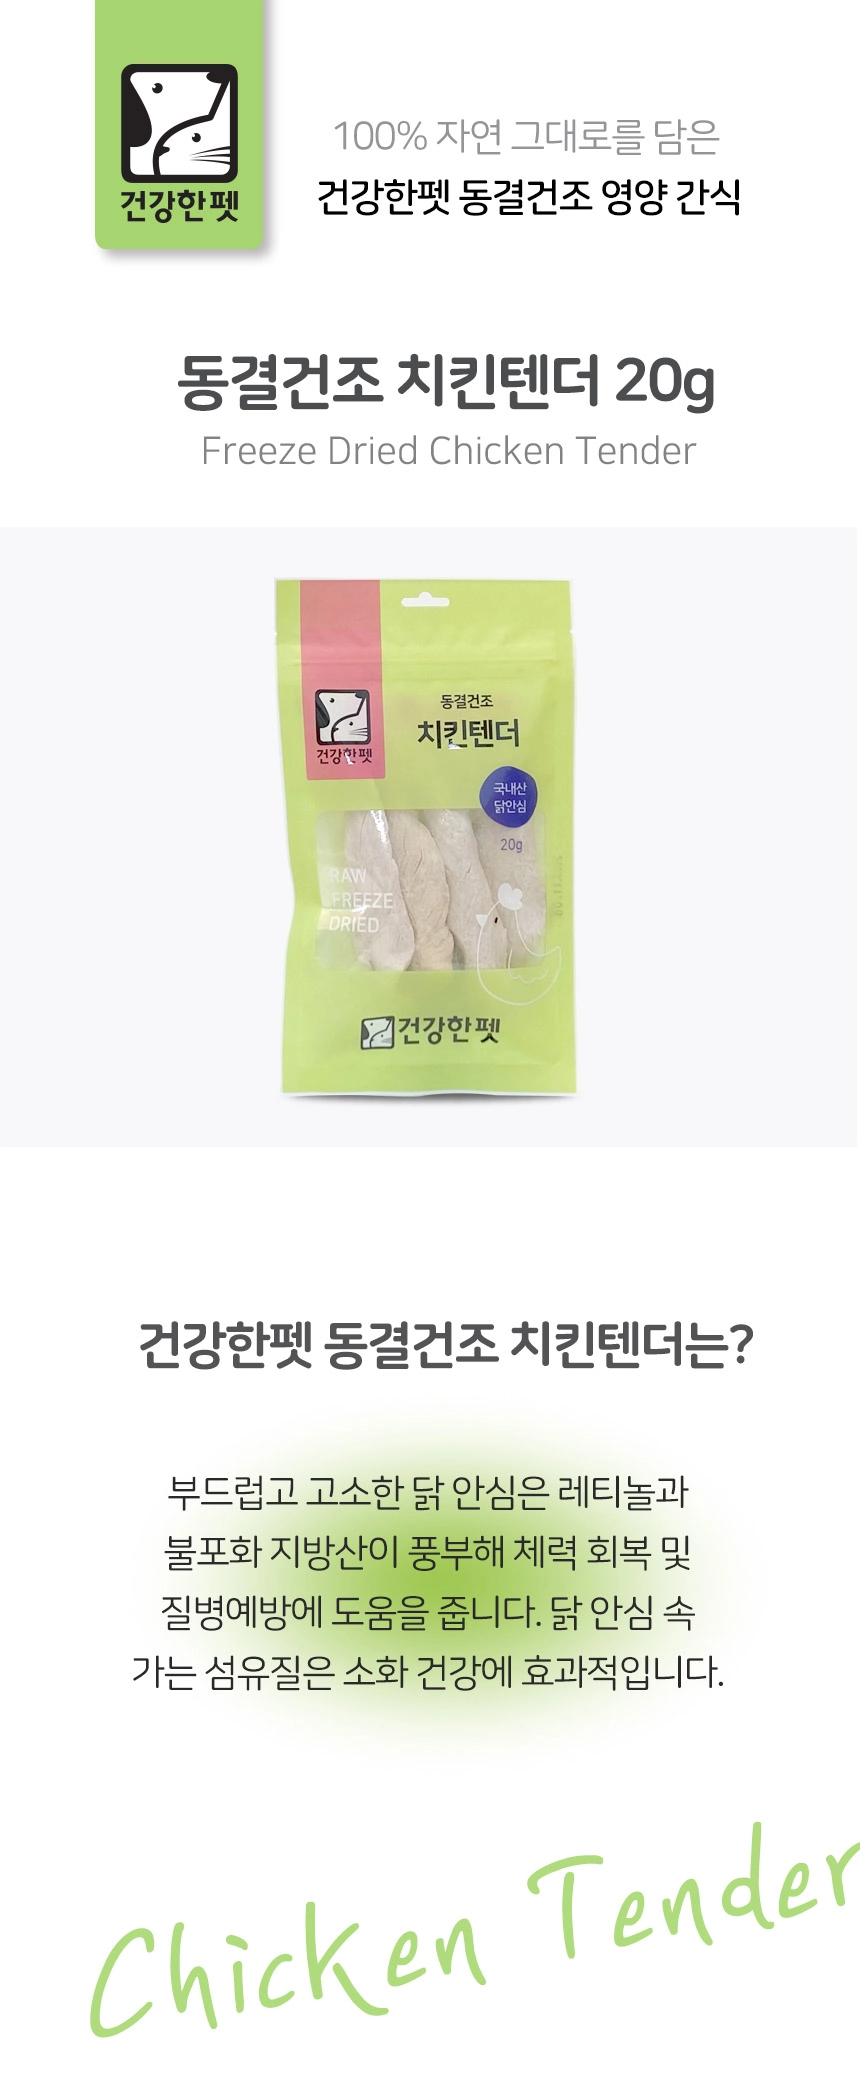 건강한펫
100% 자연 그대로를 담은
건강한펫 동결건조 영양 간식
동결건조 치킨텐더 20g
Freeze Dried Chicken Tender
건강한펫
동결건조
치킨텐더
국내산
닭안심
20g
RAW
FREEZE
DRIED
건강한펫
건강한펫 동결건조 치킨텐더는?
부드럽고 고소한 닭 안심은 레티놀과
불포화 지방산이 풍부해 체력 회복 및
질병예방에 도움을 줍니다. 닭 안심 속
가는 섬유질은 소화 건강에 효과적입니다.
Chicken Tender